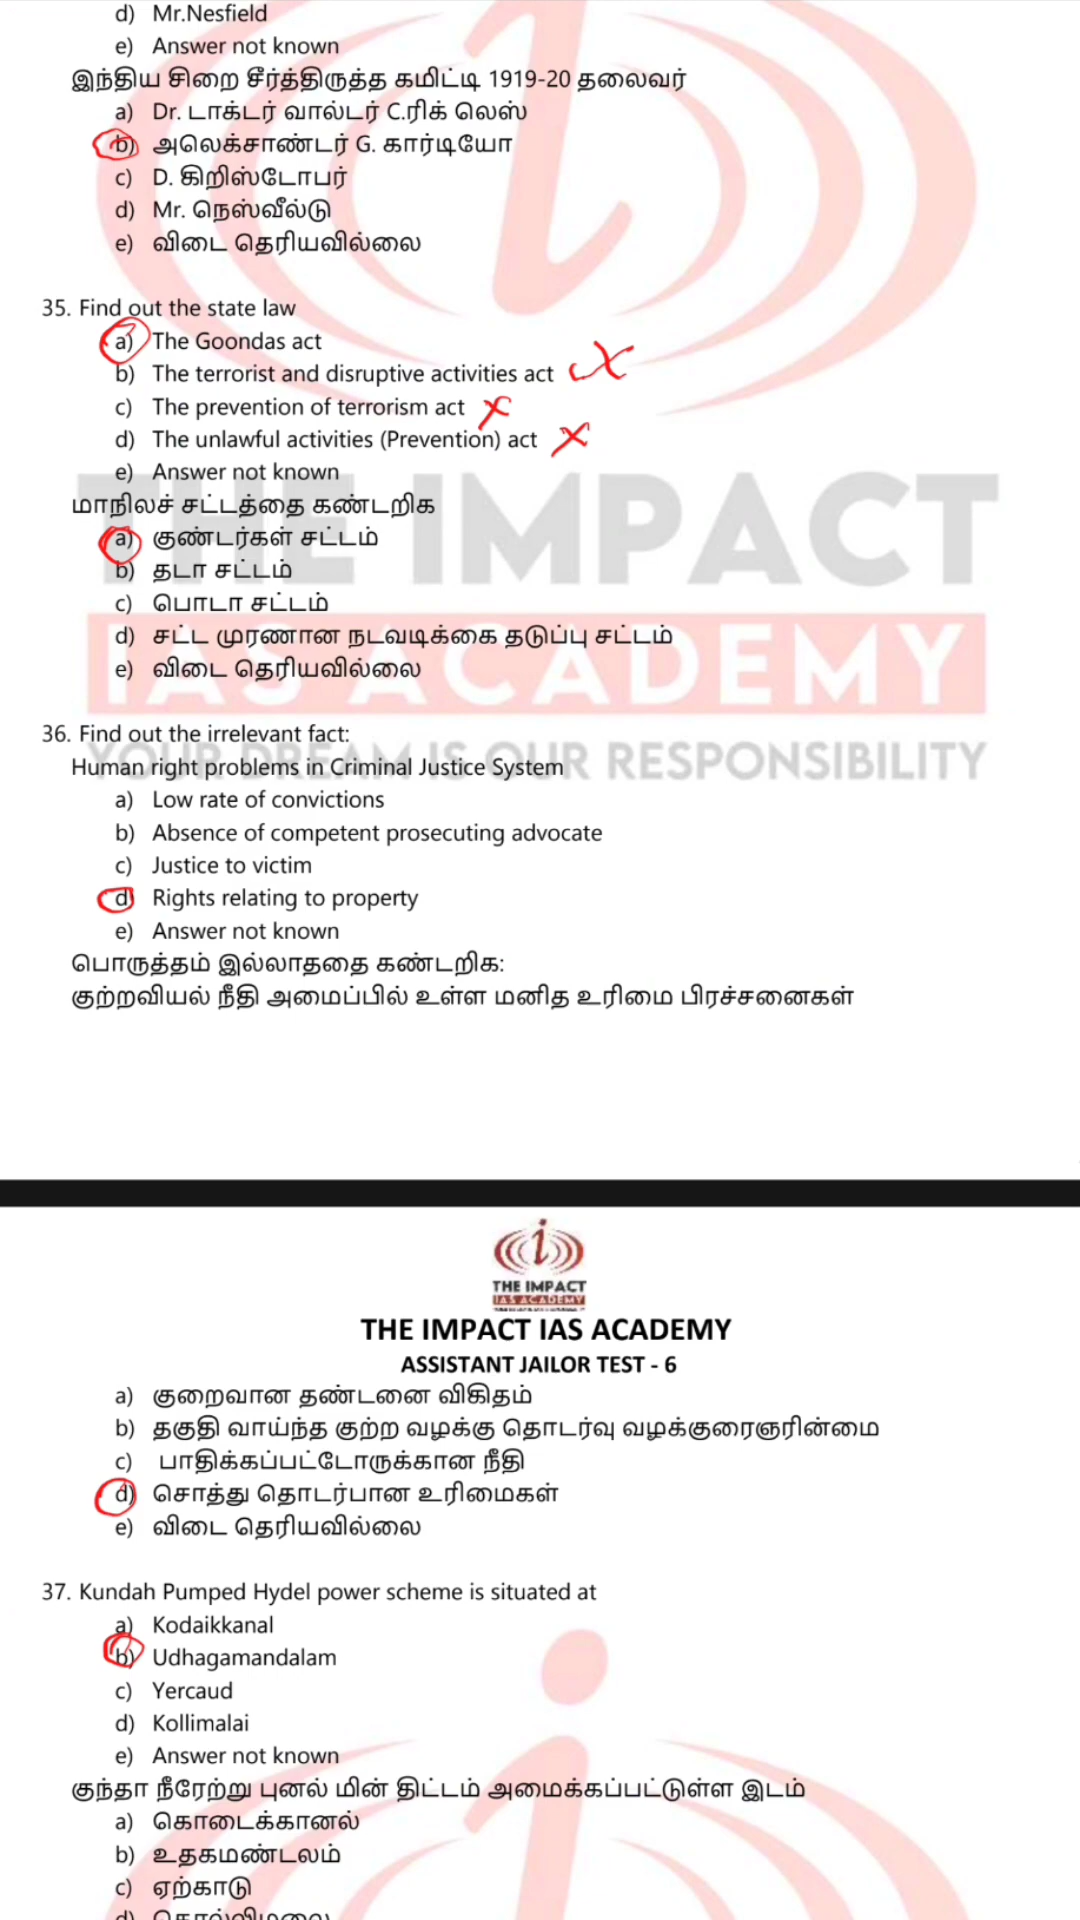 d) Mr.Nesfield
e) Answer not known
இந்திய சிறை சீர்த்திருத்த கமிட்டி 1919-20 தலைவர்
a) Dr. டாக்டர் வால்டர் C.ரிக் லெஸ்
b) அலெக்சாண்டர் G. கார்டியோ
c) D. கிறிஸ்டோபர்
d) Mr. நெஸ்வீல்டு
e) விடை தெரியவில்லை
35. Find out the state law
a) The Goondas act
b) The terrorist and disruptive activities act
c) The prevention of terrorism act
d) The unlawful activities (Prevention) act
e) Answer not known
மாநிலச் சட்டத்தை கண்டறிக
a) குண்டர்கள் சட்டம்
b) தடா சட்டம்
c) பொடா சட்டம்
d) சட்ட முரணான நடவடிக்கை தடுப்பு சட்டம்
e) விடை தெரியவில்லை
THE IMPACT
IAS ACADEMY
YOUR DREAM IS OUR RESPONSIBILITY
36. Find out the irrelevant fact:
Human right problems in Criminal Justice System
a) Low rate of convictions
b) Absence of competent prosecuting advocate
c) Justice to victim
d) Rights relating to property
e) Answer not known
பொருத்தம் இல்லாததை கண்டறிக:
குற்றவியல் நீதி அமைப்பில் உள்ள மனித உரிமை பிரச்சனைகள்
THE IMPACT
IAS ACADEMY
THE IMPACT IAS ACADEMY
ASSISTANT JAILOR TEST - 6
a) குறைவான தண்டனை விகிதம்
b) தகுதி வாய்ந்த குற்ற வழக்கு தொடர்வு வழக்குரைஞரின்மை
c) பாதிக்கப்பட்டோருக்கான நீதி
d) சொத்து தொடர்பான உரிமைகள்
e) விடை தெரியவில்லை
37. Kundah Pumped Hydel power scheme is situated at
a) Kodaikkanal
b) Udhagamandalam
c) Yercaud
d) Kollimalai
e) Answer not known
குந்தா நீரேற்று புனல் மின் திட்டம் அமைக்கப்பட்டுள்ள இடம்
a) கொடைக்கானல்
b) உதகமண்டலம்
c) ஏற்காடு
d) கொல்லிமலை